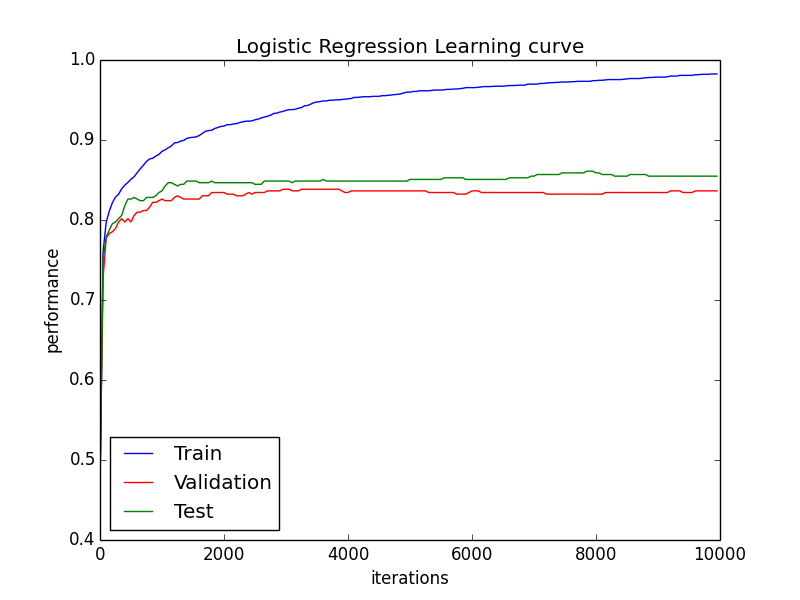 Logistic Regression Learning curve
1.0
0.9
0.8
0.7
0.6
0.5
0.4
performance
Train
Validation
Test
0 2000 4000 6000 8000 10000
iterations